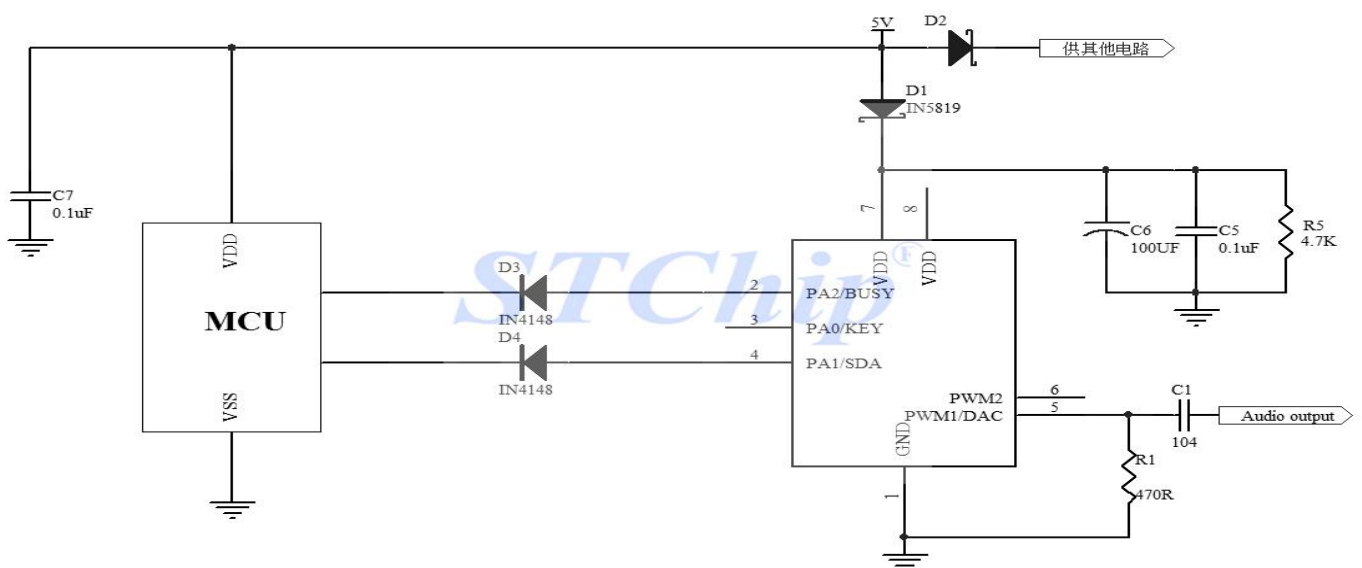 5V
D2
供其他电路
D1
IN5819
C7
0.1uF
7
8
C6
100UF
C5
0.1uF
R5
4.7K
VDD
VDD
VDD
STChip®
D3
IN4148
2
PA2/BUSY
MCU
3
PA0/KEY
D4
IN4148
4
PA1/SDA
VSS
PWM2
6
PWM1/DAC
5
C1
104
Audio output
GND
1
R1
470R